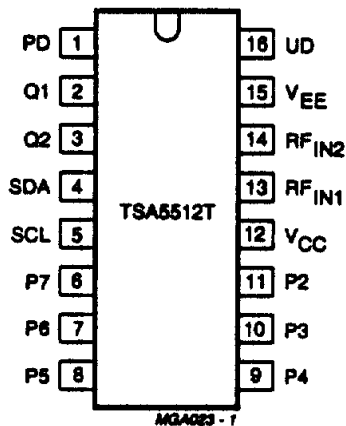 PD 1 16 UD
Q1 2 15 VEE
Q2 3 14 RFIN2
SDA 4 13 RFIN1
TSA5512T
SCL 5 12 VCC
P7 6 11 P2
P6 7 10 P3
P5 8 9 P4
MGA023 - 1